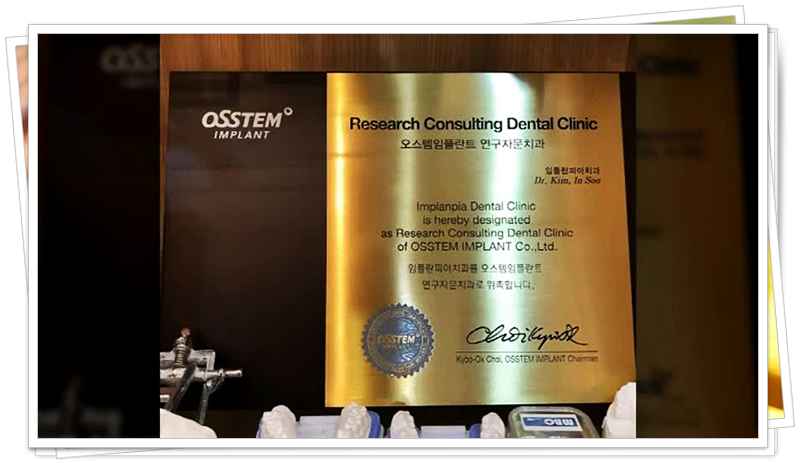 OSSTEM
IMPLANT
Research Consulting Dental Clinic
오스템임플란트 연구자문치과
임플란피아치과
Dr. Kim, In Soo
Implanpia Dental Clinic
is hereby designated
as Research Consulting Dental Clinic
of OSSTEM IMPLANT Co.,Ltd.
임플란피아치과를 오스템임플란트
연구자문치과로 위촉합니다.
OSSTEM
IMPLANT
Kyoo-Ok Choi, OSSTEM IMPLANT Chairman